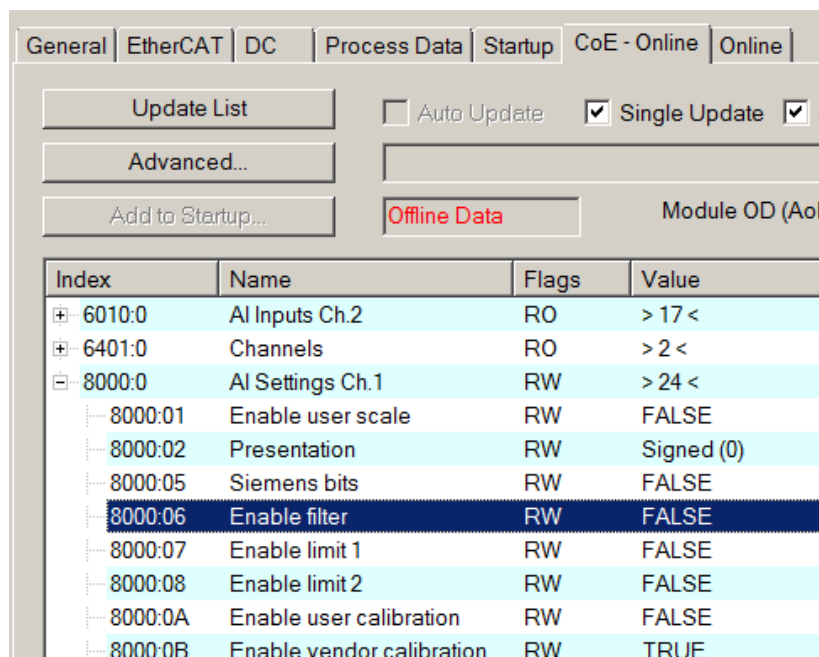 General EtherCAT DC Process Data Startup CoE - Online Online
Update List Auto Update Single Update
Advanced...
Add to Startup... Offline Data Module OD (Ao
Index Name Flags Value
6010:0 AI Inputs Ch.2 RO > 17 <
6401:0 Channels RO > 2 <
8000:0 AI Settings Ch.1 RW > 24 <
8000:01 Enable user scale RW FALSE
8000:02 Presentation RW Signed (0)
8000:05 Siemens bits RW FALSE
8000:06 Enable filter RW FALSE
8000:07 Enable limit 1 RW FALSE
8000:08 Enable limit 2 RW FALSE
8000:0A Enable user calibration RW FALSE
8000:0B Enable vendor calibration RW TRUE